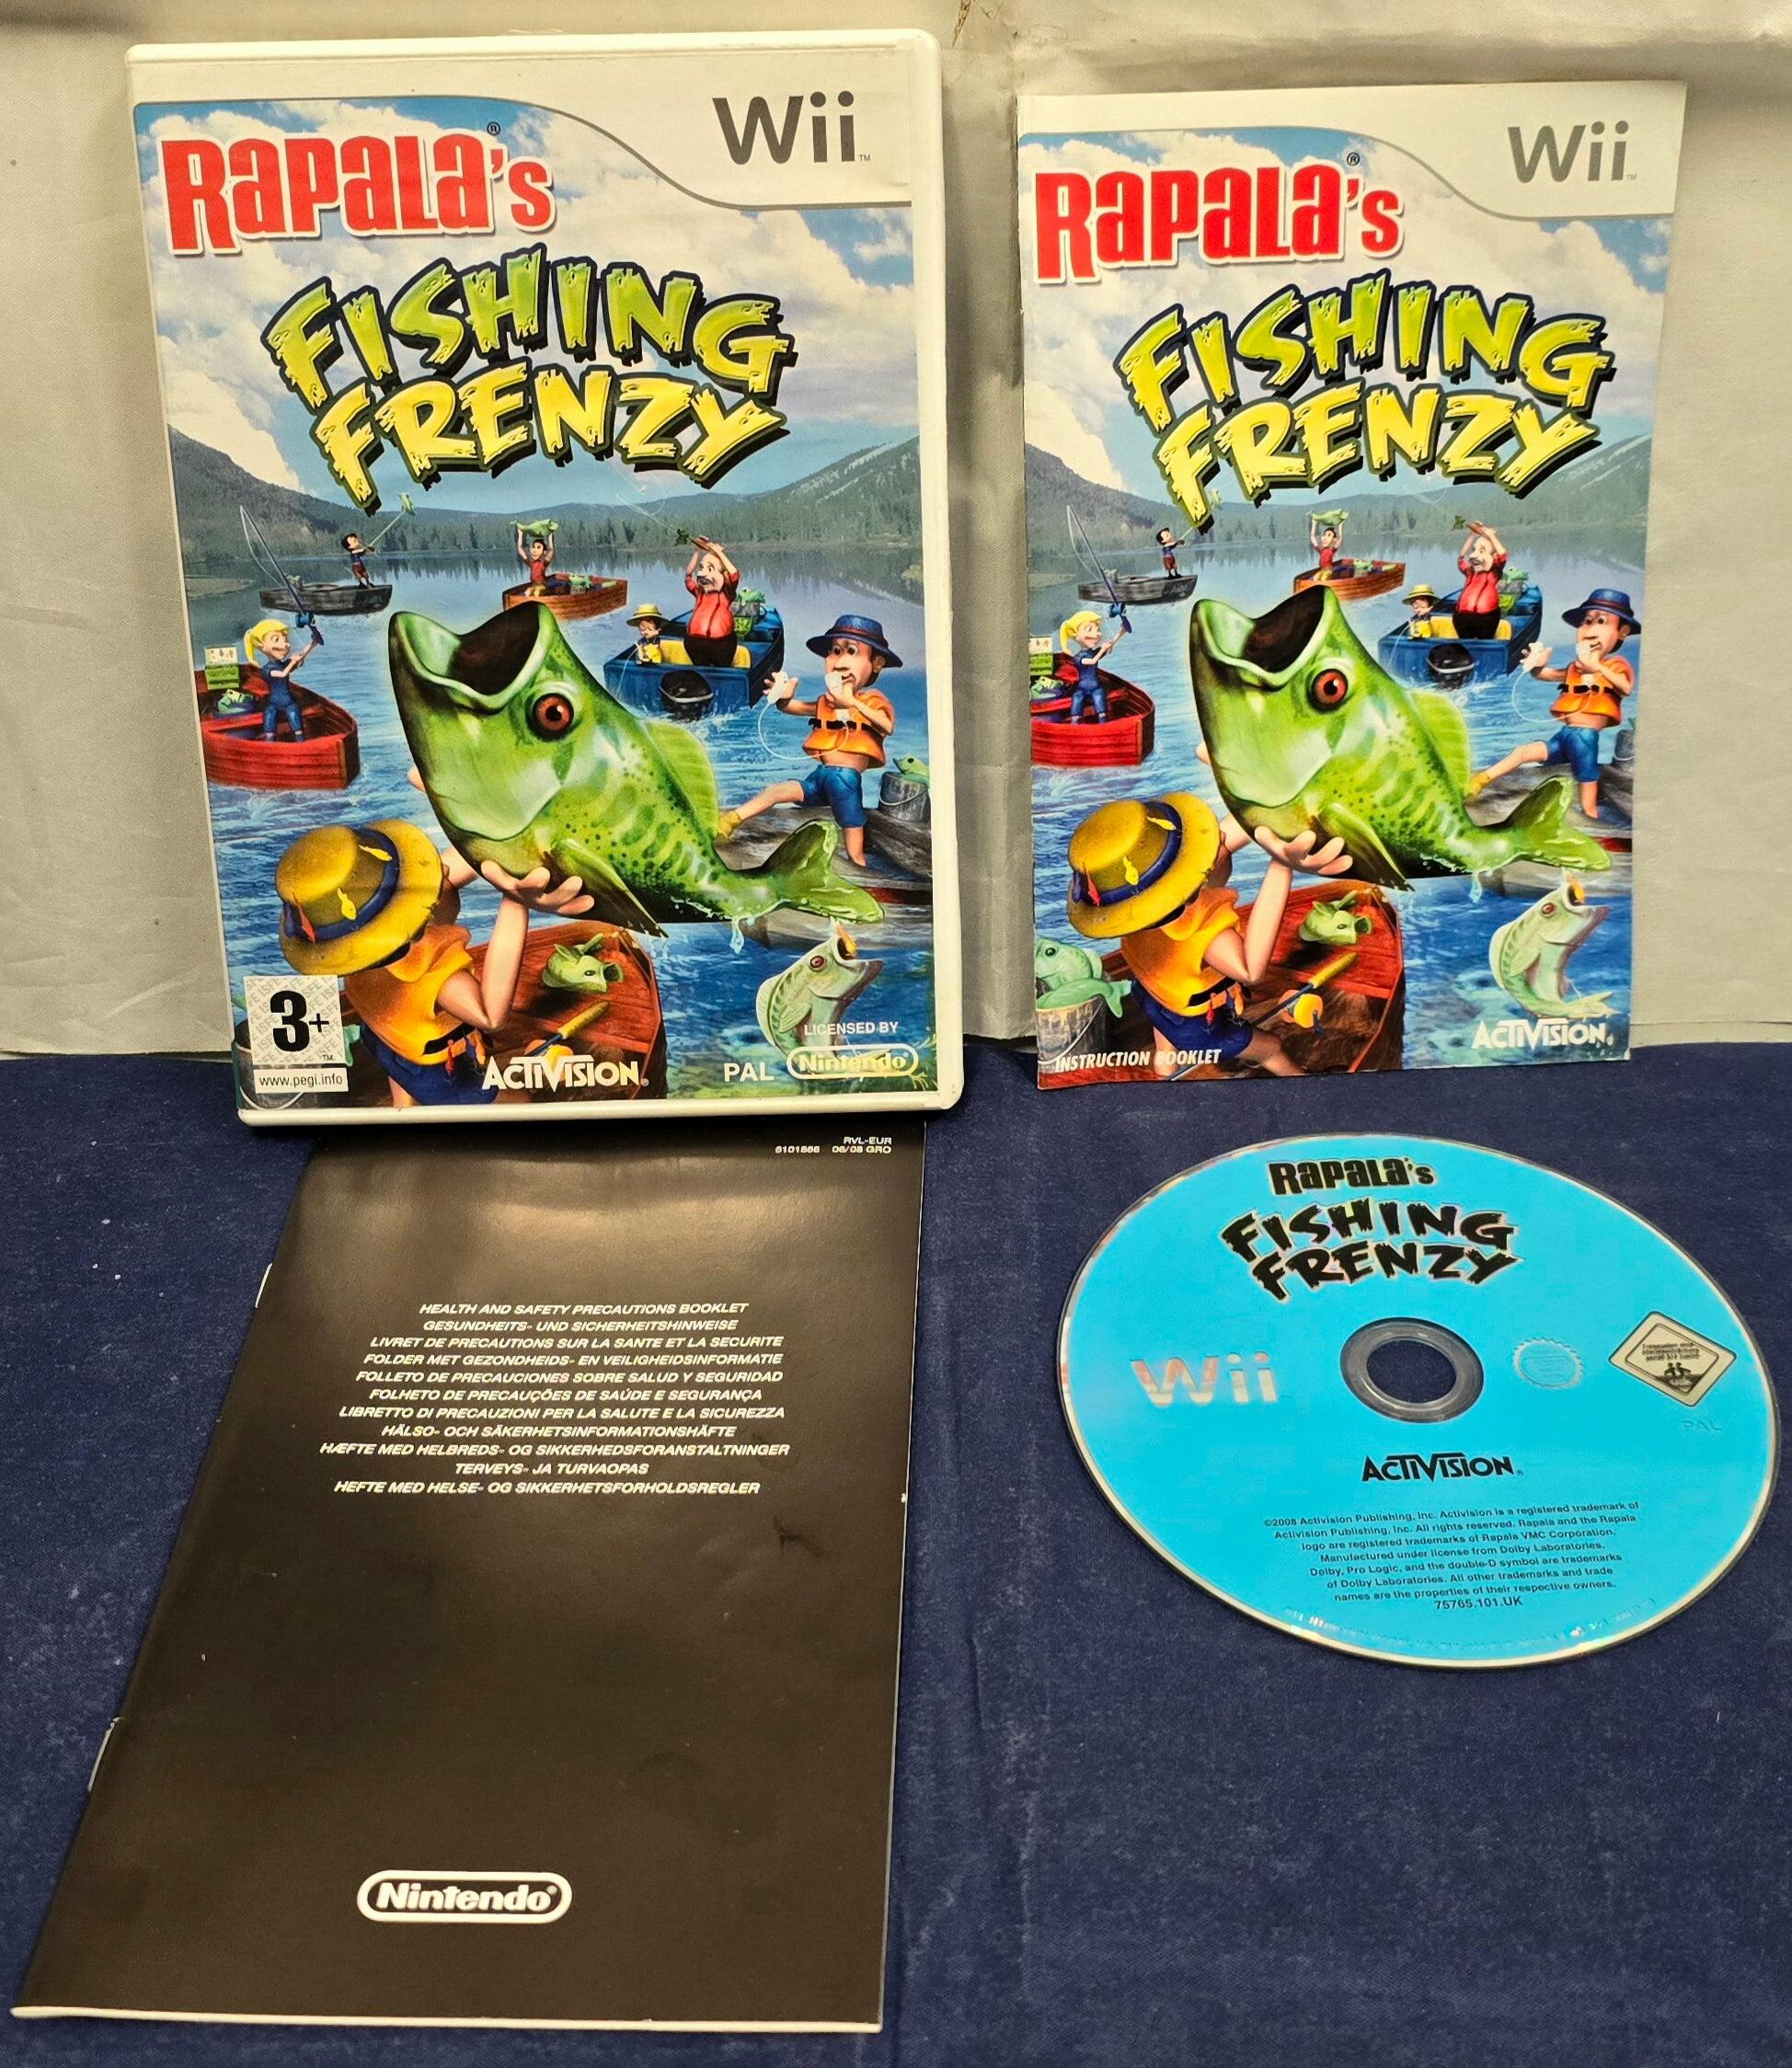 Wii™
RAPALA's®
FISHING
FRENZY
3+
™
www.pegi.info
ACTIVISION®
PAL
LICENSED BY
Nintendo®
Wii™
RAPALA's®
FISHING
FRENZY
INSTRUCTION BOOKLET
ACTIVISION®
RVL-EUR
6101866 06/08 GRO
HEALTH AND SAFETY PRECAUTIONS BOOKLET
GESUNDHEITS- UND SICHERHEITSHINWEISE
LIVRET DE PRECAUTIONS SUR LA SANTE ET LA SECURITE
FOLDER MET GEZONDHEIDS- EN VEILIGHEIDSINFORMATIE
FOLLETO DE PRECAUCIONES SOBRE SALUD Y SEGURIDAD
FOLHETO DE PRECAUÇÕES DE SAÚDE E SEGURANÇA
LIBRETTO DI PRECAUZIONI PER LA SALUTE E LA SICUREZZA
HÄLSO- OCH SÄKERHETSINFORMATIONSHÄFTE
HÆFTE MED HELBREDS- OG SIKKERHEDSFORANSTALTNINGER
TERVEYS- JA TURVAOPAS
HEFTE MED HELSE- OG SIKKERHETSFORHOLDSREGLER
Nintendo®
RAPALA's
FISHING
FRENZY
Wii
PAL
ACTIVISION®
©2008 Activision Publishing, Inc. Activision is a registered trademark of
Activision Publishing, Inc. All rights reserved. Rapala and the Rapala
logo are registered trademarks of Rapala VMC Corporation.
Manufactured under license from Dolby Laboratories.
Dolby, Pro Logic, and the double-D symbol are trademarks
of Dolby Laboratories. All other trademarks and trade
names are the properties of their respective owners.
75765.101.UK